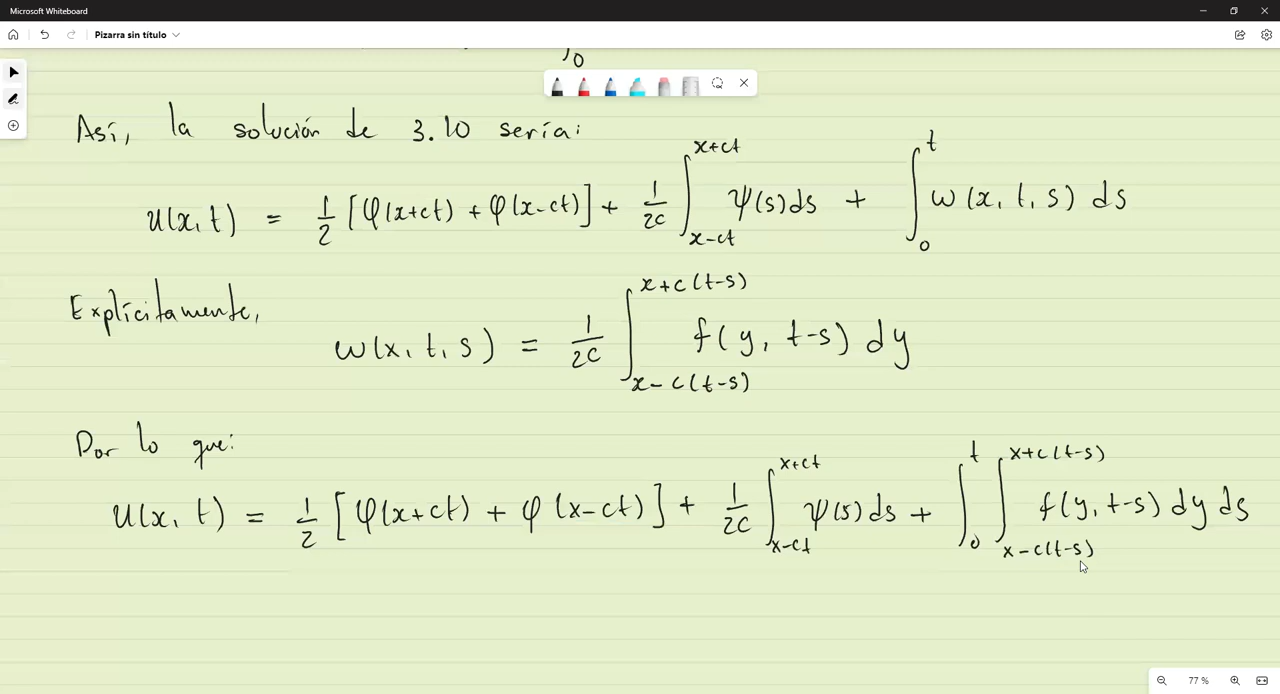 Microsoft Whiteboard
Pizarra sin título
∫_0
Así, la solución de 3.10 sería:
u(x,t) = 1/2 [φ(x+ct) + φ(x-ct)] + 1/2c ∫_{x-ct}^{x+ct} ψ(s)ds + ∫_0^t ω(x,t,s) ds
Explícitamente,
ω(x,t,s) = 1/2c ∫_{x-c(t-s)}^{x+c(t-s)} f(y, t-s) dy
Por lo que:
u(x,t) = 1/2 [φ(x+ct) + φ(x-ct)] + 1/2c ∫_{x-ct}^{x+ct} ψ(s)ds + ∫_0^t ∫_{x-c(t-s)}^{x+c(t-s)} f(y, t-s) dy ds
77 %